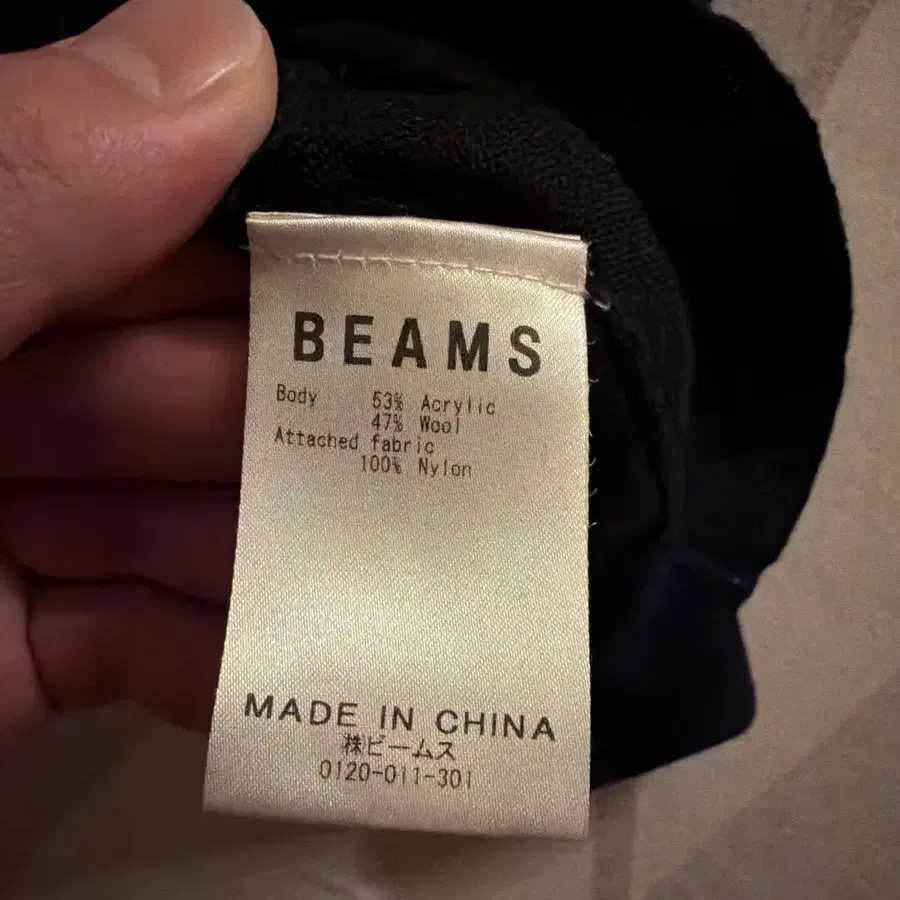 BEAMS
Body 53% Acrylic
47% Wool
Attached fabric
100% Nylon
MADE IN CHINA
㈱ビームス
0120-011-301